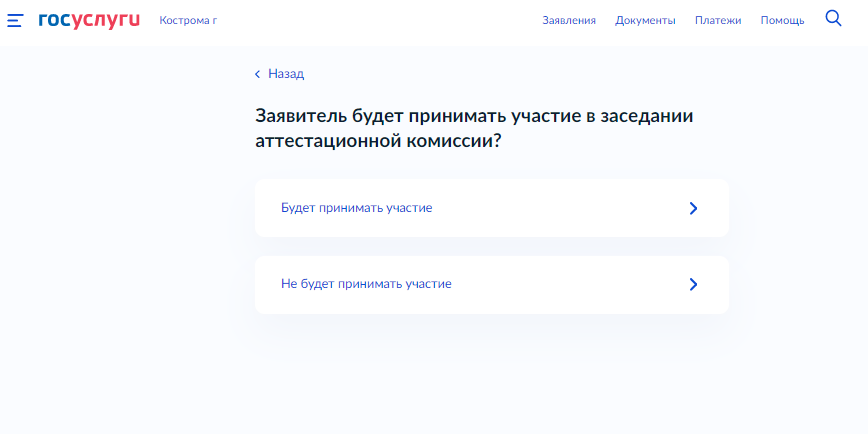 госуслуги Кострома г Заявления Документы Платежи Помощь
Назад
Заявитель будет принимать участие в заседании
аттестационной комиссии?
Будет принимать участие
Не будет принимать участие